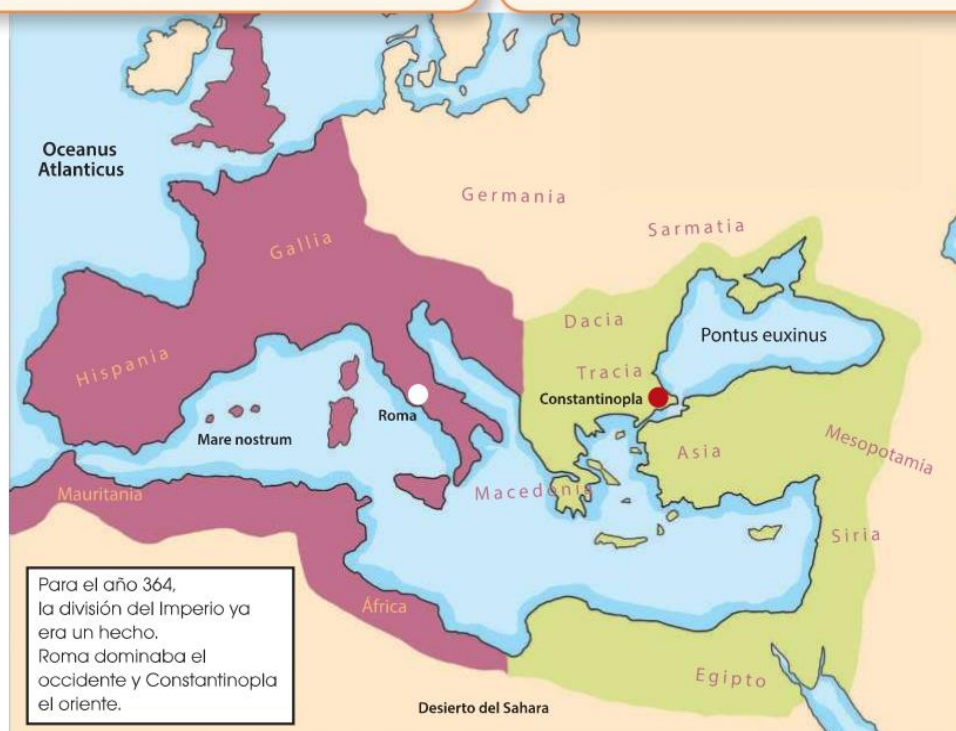 Oceanus
Atlanticus
Germania
Sarmatia
Gallia
Dacia
Pontus euxinus
Hispania
Tracia
Constantinopla
Roma
Mare nostrum
Asia
Mesopotamia
Mauritania
Macedonia
Siria
África
Egipto
Desierto del Sahara
Para el año 364,
la división del Imperio ya
era un hecho.
Roma dominaba el
occidente y Constantinopla
el oriente.